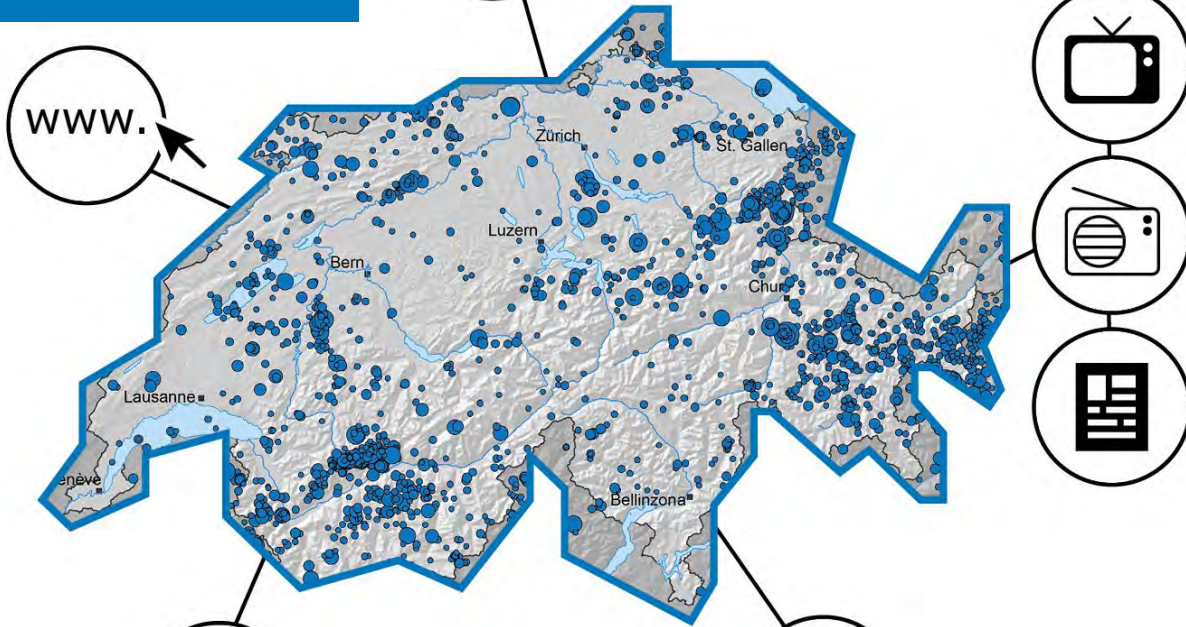 www.
Zürich
St. Gallen
Luzern
Bern
Chur
Lausanne
enève
Bellinzona